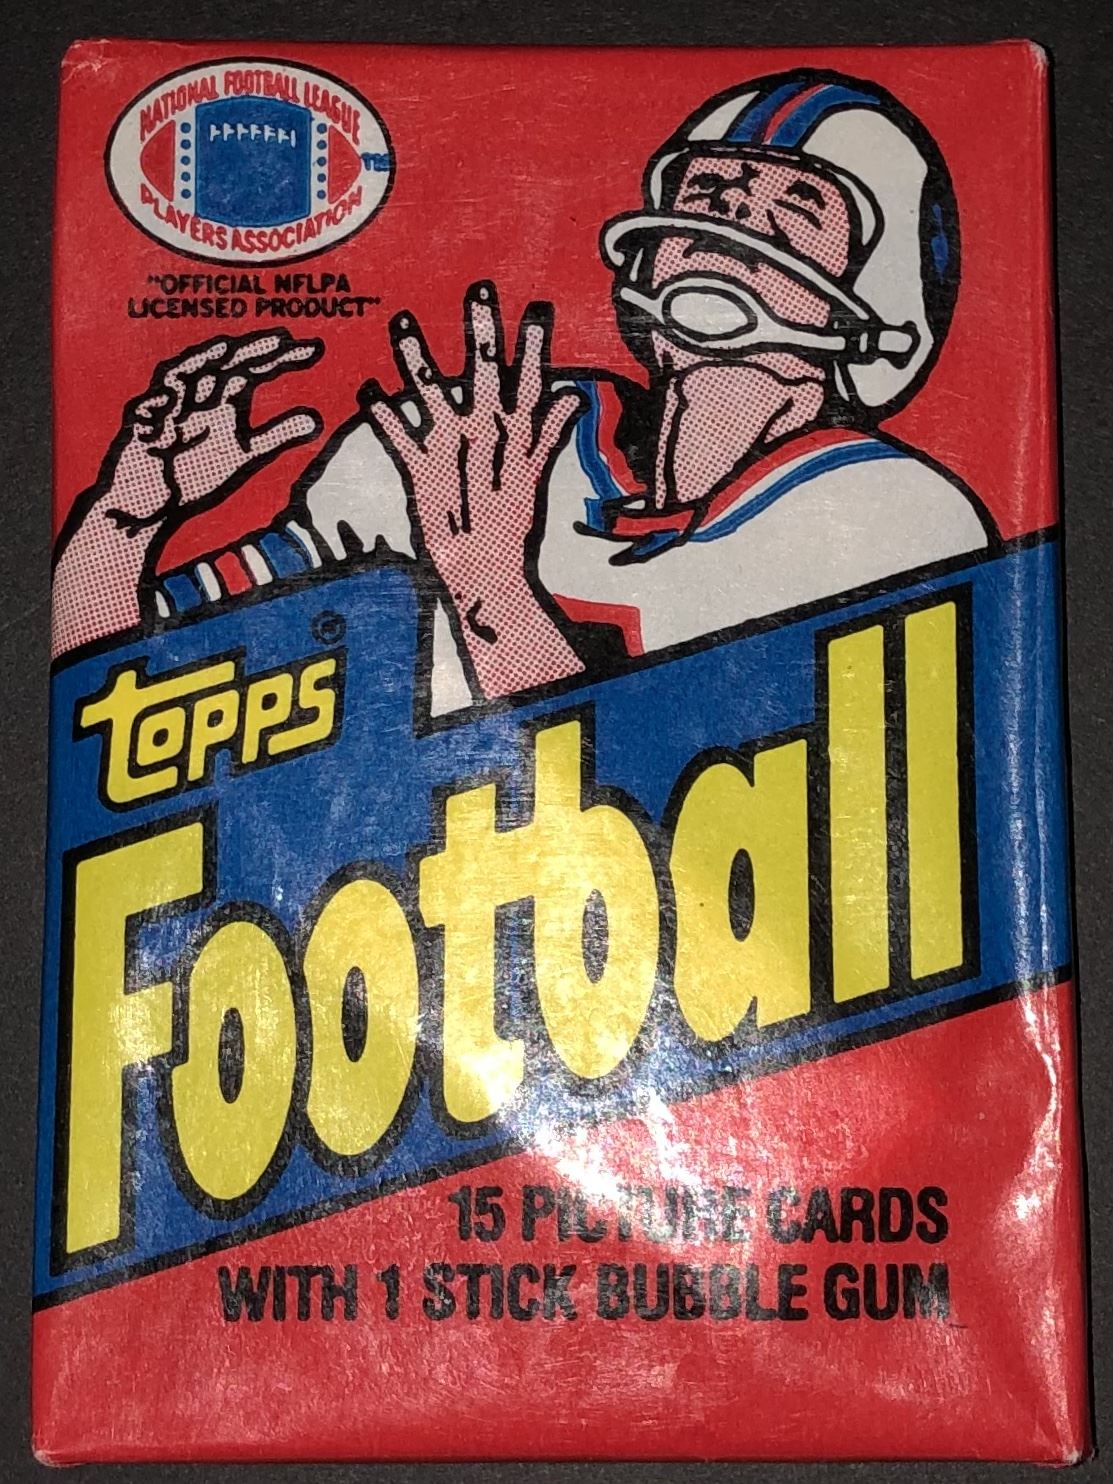 NATIONAL FOOTBALL LEAGUE
TM
PLAYERS ASSOCIATION
"OFFICIAL NFLPA
LICENSED PRODUCT"
©
Topps
Football
15 PICTURE CARDS
WITH 1 STICK BUBBLE GUM